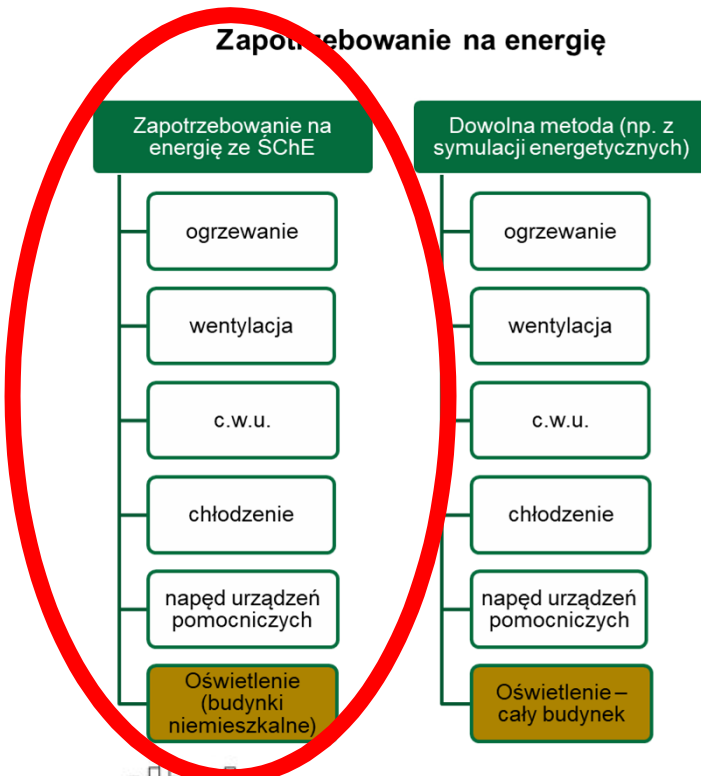 Zapotrzebowanie na energię
Zapotrzebowanie na
energię ze ŚChE
ogrzewanie
wentylacja
c.w.u.
chłodzenie
napęd urządzeń
pomocniczych
Oświetlenie
(budynki
niemieszkalne)
Dowolna metoda (np. z
symulacji energetycznych)
ogrzewanie
wentylacja
c.w.u.
chłodzenie
napęd urządzeń
pomocniczych
Oświetlenie –
cały budynek